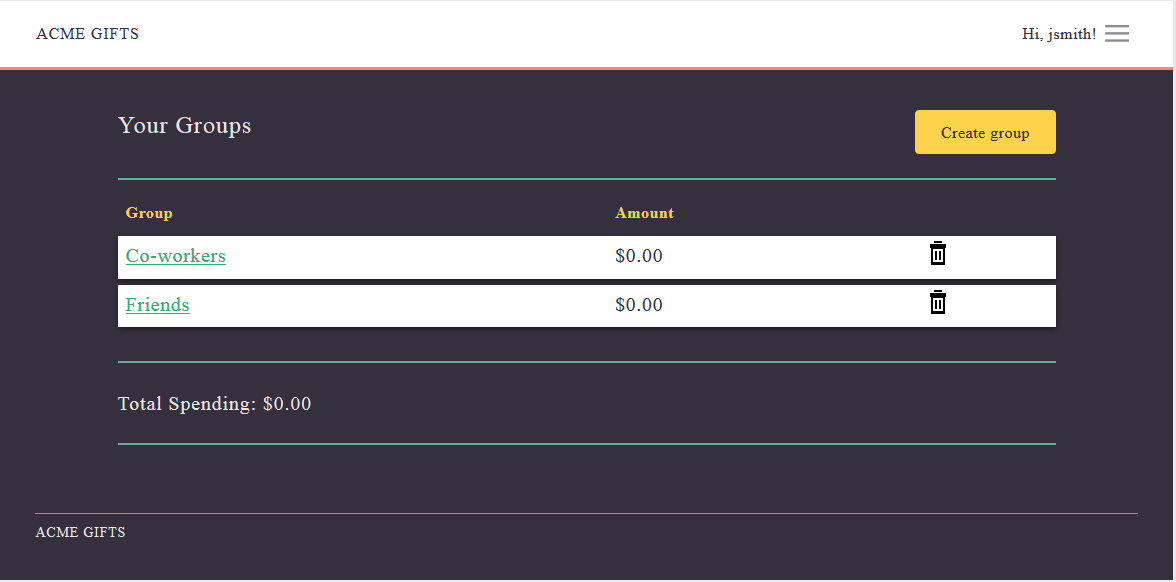 ACME GIFTS
Hi, jsmith!
Your Groups
Create group
Group Amount
Co-workers $0.00
Friends $0.00
Total Spending: $0.00
ACME GIFTS